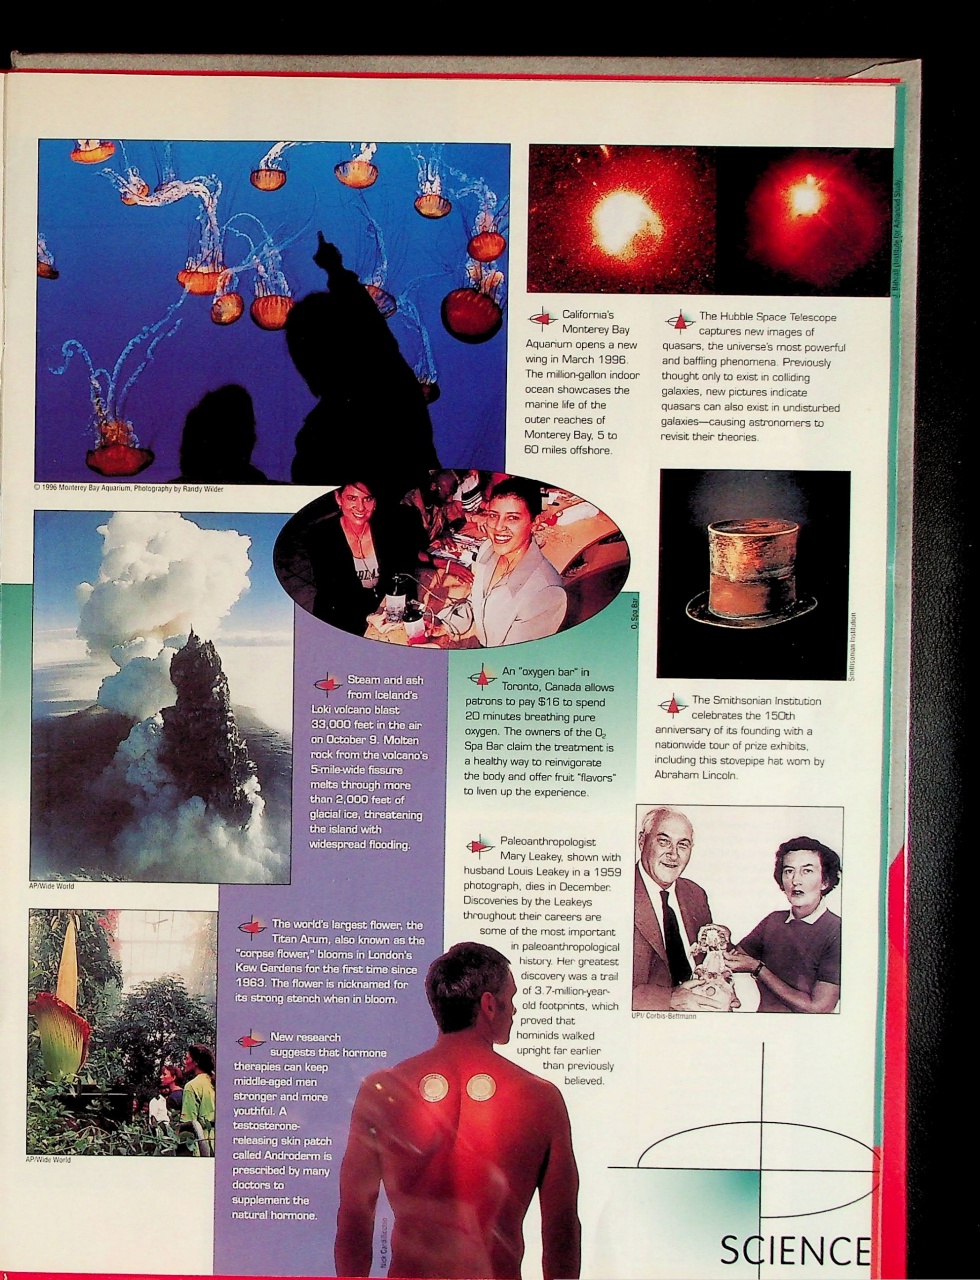 J. Bahcall (Institute for Advanced Study)
California's
Monterey Bay
Aquarium opens a new
wing in March 1996.
The million-gallon indoor
ocean showcases the
marine life of the
outer reaches of
Monterey Bay, 5 to
60 miles offshore.
The Hubble Space Telescope
captures new images of
quasars, the universe's most powerful
and baffling phenomena. Previously
thought only to exist in colliding
galaxies, new pictures indicate
quasars can also exist in undisturbed
galaxies—causing astronomers to
revisit their theories.
© 1996 Monterey Bay Aquarium, Photography by Randy Wilder
O₂ Spa Bar
Smithsonian Institution
Steam and ash
from Iceland's
Loki volcano blast
33,000 feet in the air
on October 9. Molten
rock from the volcano's
5-mile-wide fissure
melts through more
than 2,000 feet of
glacial ice, threatening
the island with
widespread flooding.
An "oxygen bar" in
Toronto, Canada allows
patrons to pay $16 to spend
20 minutes breathing pure
oxygen. The owners of the O₂
Spa Bar claim the treatment is
a healthy way to reinvigorate
the body and offer fruit "flavors"
to liven up the experience.
The Smithsonian Institution
celebrates the 150th
anniversary of its founding with a
nationwide tour of prize exhibits,
including this stovepipe hat worn by
Abraham Lincoln.
AP/Wide World
Paleoanthropologist
Mary Leakey, shown with
husband Louis Leakey in a 1959
photograph, dies in December.
Discoveries by the Leakeys
throughout their careers are
some of the most important
in paleoanthropological
history. Her greatest
discovery was a trail
of 3.7-million-year-
old footprints, which
proved that
hominids walked
upright far earlier
than previously
believed.
UPI/ Corbis-Bettmann
The world's largest flower, the
Titan Arum, also known as the
"corpse flower," blooms in London's
Kew Gardens for the first time since
1963. The flower is nicknamed for
its strong stench when in bloom.
New research
suggests that hormone
therapies can keep
middle-aged men
stronger and more
youthful. A
testosterone-
releasing skin patch
called Androderm is
prescribed by many
doctors to
supplement the
natural hormone.
AP/Wide World
Nick
SCIENCE